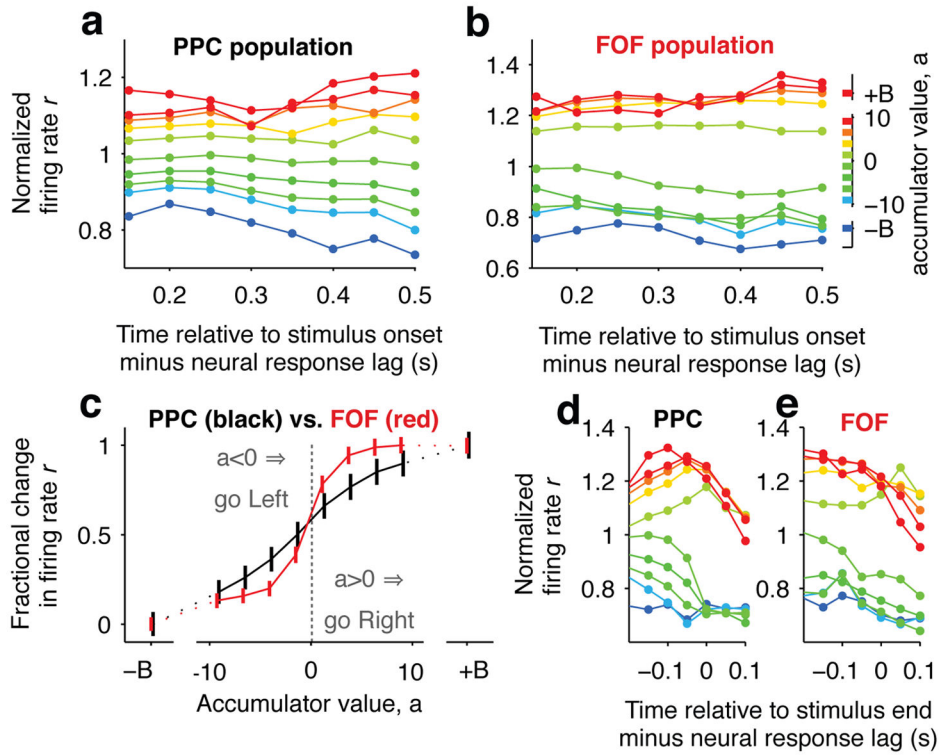 a
PPC population
Normalized
firing rate r
1.2
1
0.8
0.2
0.3
0.4
0.5
Time relative to stimulus onset
minus neural response lag (s)
b
FOF population
1.4
1.2
1
0.8
0.6
0.2
0.3
0.4
0.5
Time relative to stimulus onset
minus neural response lag (s)
+B
10
0
−10
−B
accumulator value, a
c
PPC (black) vs. FOF (red)
Fractional change
in firing rate r
1
0.5
0
a<0 ⇒
go Left
a>0 ⇒
go Right
−B
-10
0
10
+B
Accumulator value, a
d
PPC
Normalized
firing rate r
1.4
1.2
1
0.8
−0.1
0
0.1
e
FOF
1.4
1.2
1
0.8
−0.1
0
0.1
Time relative to stimulus end
minus neural response lag (s)